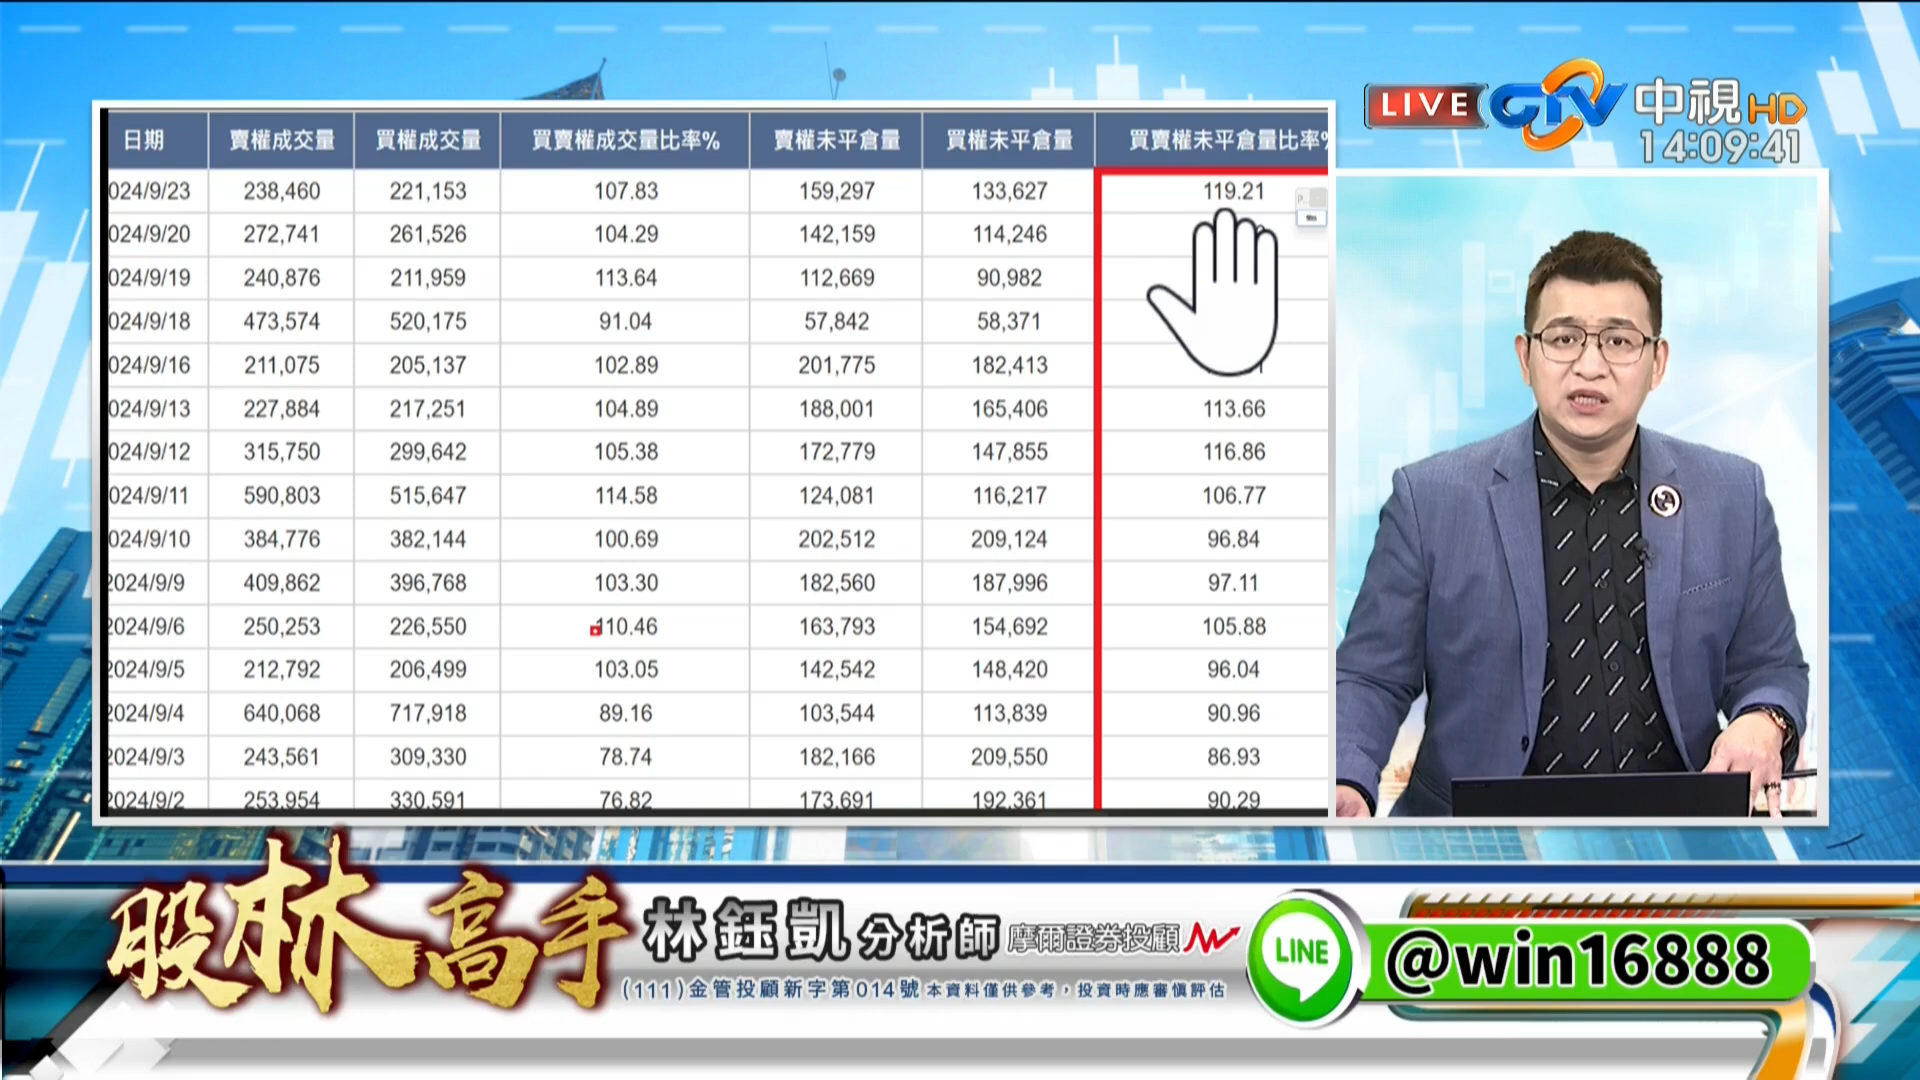 LIVE CTV 中視HD
14:09:41
日期 賣權成交量 買權成交量 買賣權成交量比率% 賣權未平倉量 買權未平倉量 買賣權未平倉量比率%
024/9/23 238,460 221,153 107.83 159,297 133,627 119.21
024/9/20 272,741 261,526 104.29 142,159 114,246
024/9/19 240,876 211,959 113.64 112,669 90,982
024/9/18 473,574 520,175 91.04 57,842 58,371
024/9/16 211,075 205,137 102.89 201,775 182,413
024/9/13 227,884 217,251 104.89 188,001 165,406 113.66
024/9/12 315,750 299,642 105.38 172,779 147,855 116.86
024/9/11 590,803 515,647 114.58 124,081 116,217 106.77
024/9/10 384,776 382,144 100.69 202,512 209,124 96.84
2024/9/9 409,862 396,768 103.30 182,560 187,996 97.11
2024/9/6 250,253 226,550 110.46 163,793 154,692 105.88
2024/9/5 212,792 206,499 103.05 142,542 148,420 96.04
2024/9/4 640,068 717,918 89.16 103,544 113,839 90.96
2024/9/3 243,561 309,330 78.74 182,166 209,550 86.93
2024/9/2 253,954 330,591 76.82 173,691 192,361 90.29
股林高手
林鈺凱 分析師 摩爾證券投顧
(111)金管投顧新字第014號 本資料僅供參考，投資時應審慎評估
LINE @win16888